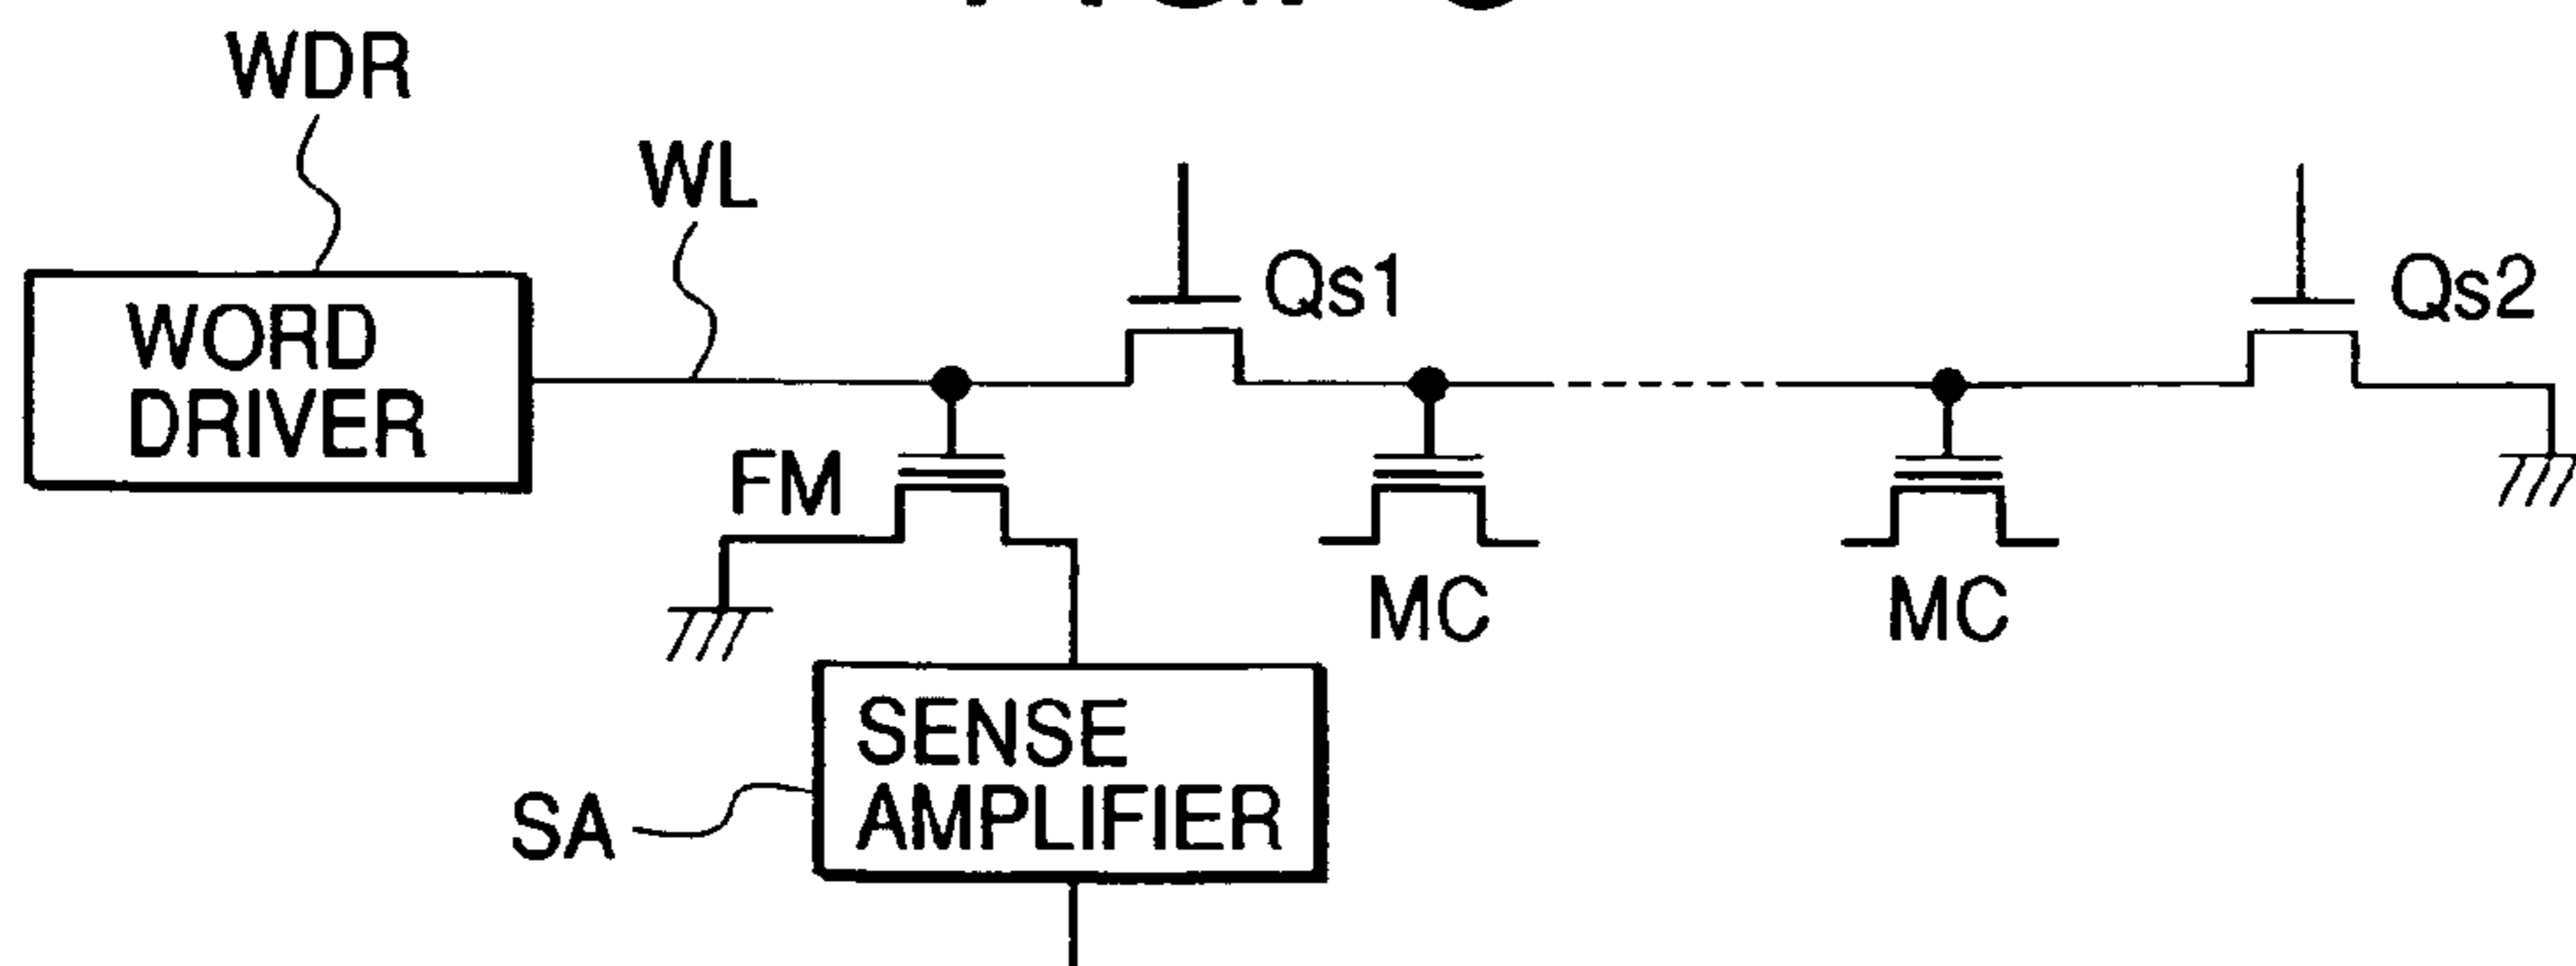 WDR
WL
Qs1
Qs2
WORD
DRIVER
FM
MC
MC
SENSE
AMPLIFIER
SA